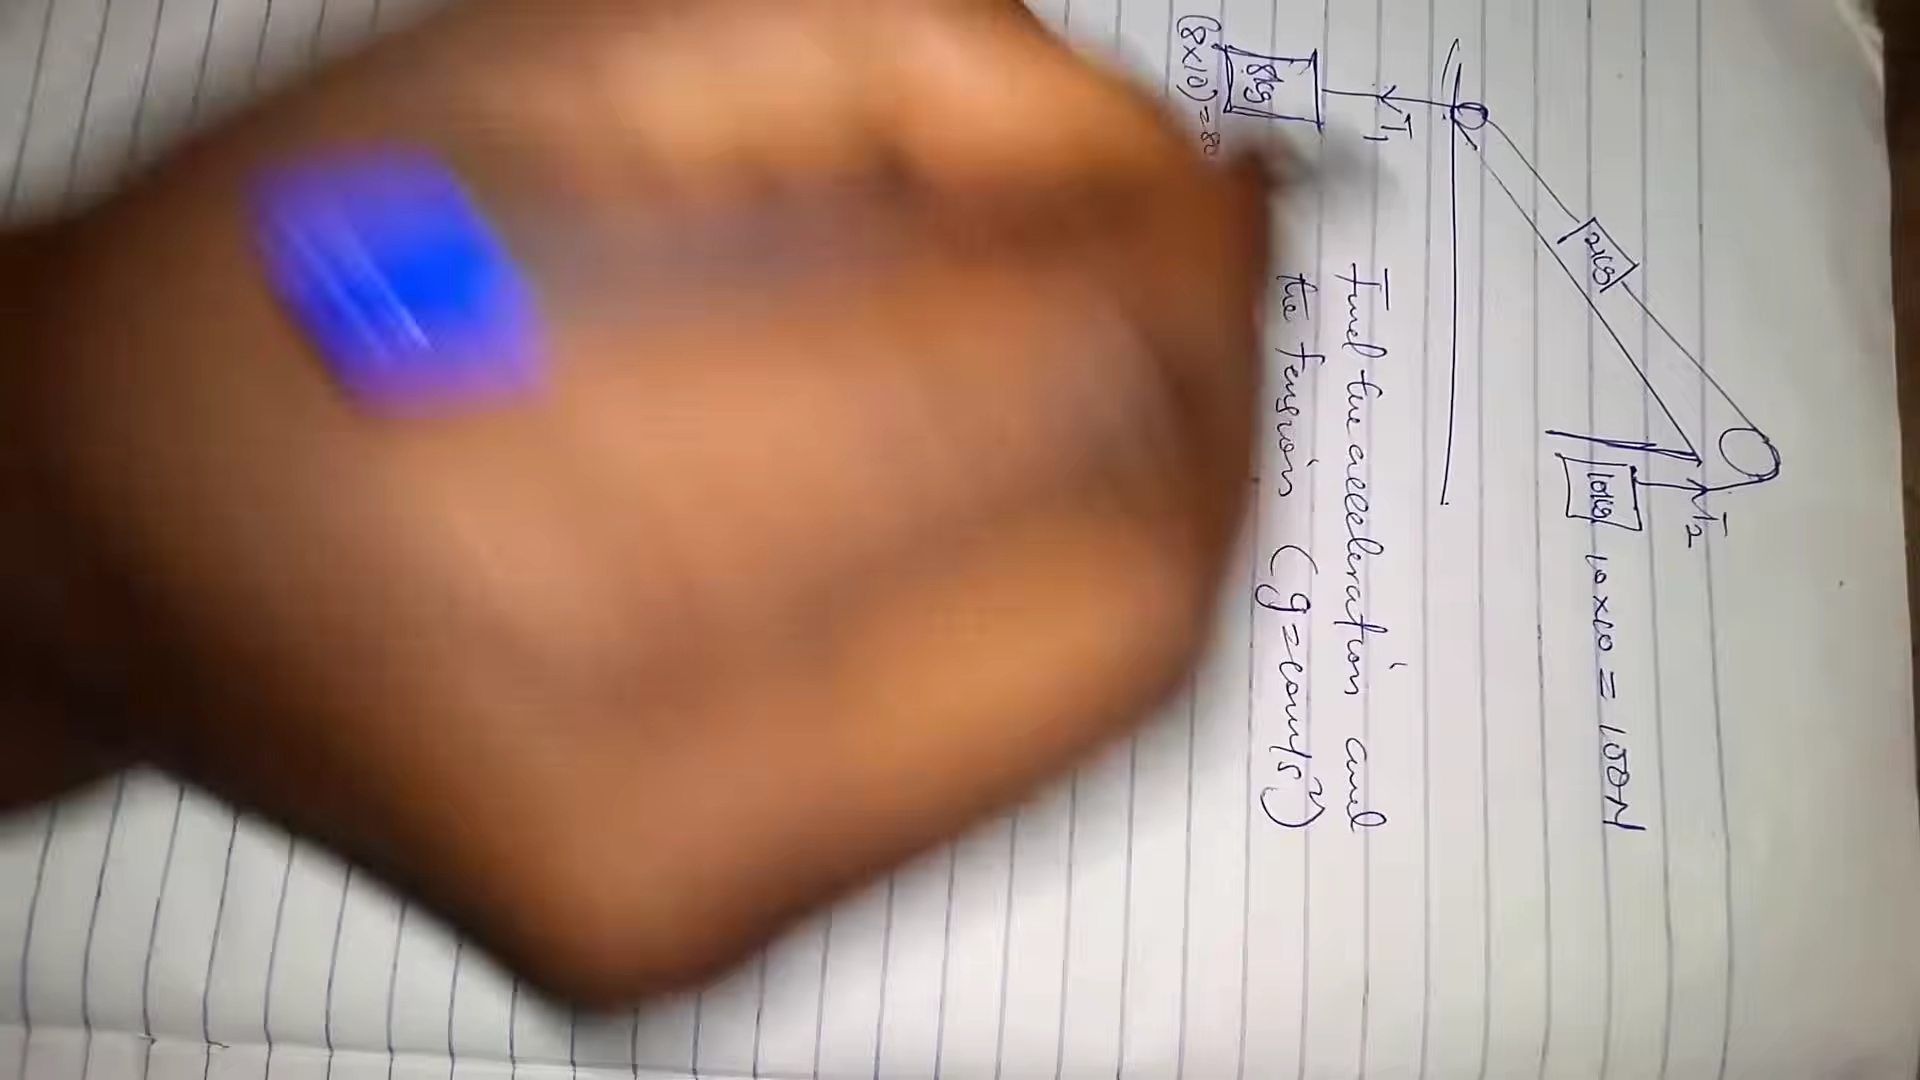 T2
2kg
10kg 10×10 = 100N
T1
8kg
(8×10) = 80
Find the acceleration and
the tension (g=10m/s²)